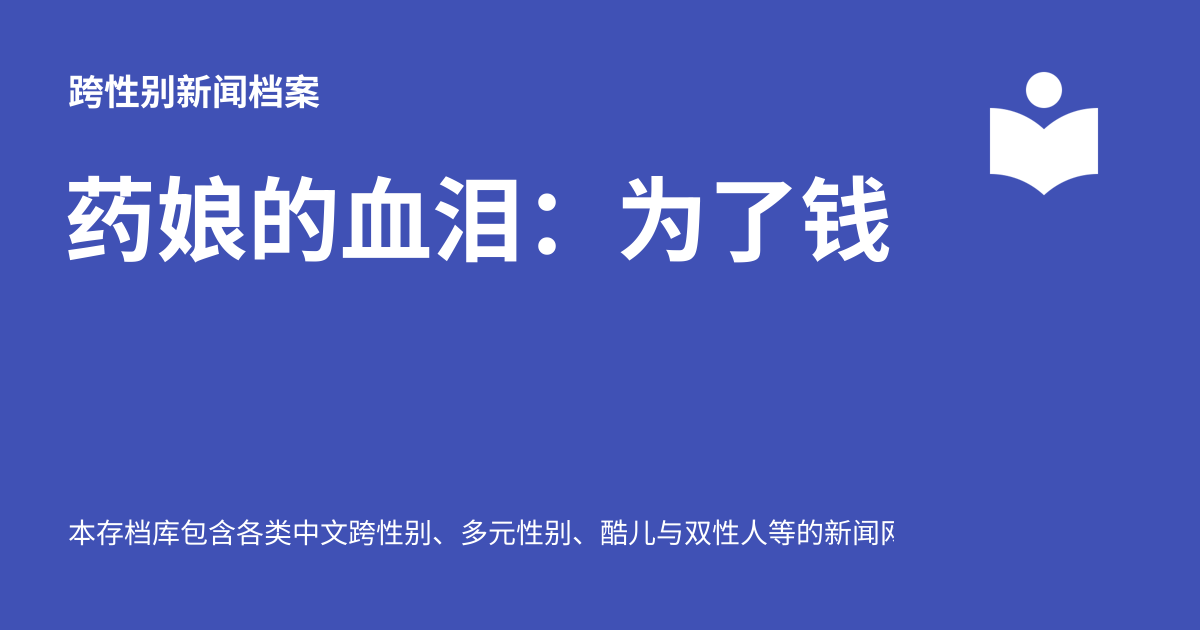 跨性别新闻档案
药娘的血泪：为了钱
本存档库包含各类中文跨性别、多元性别、酷儿与双性人等的新闻